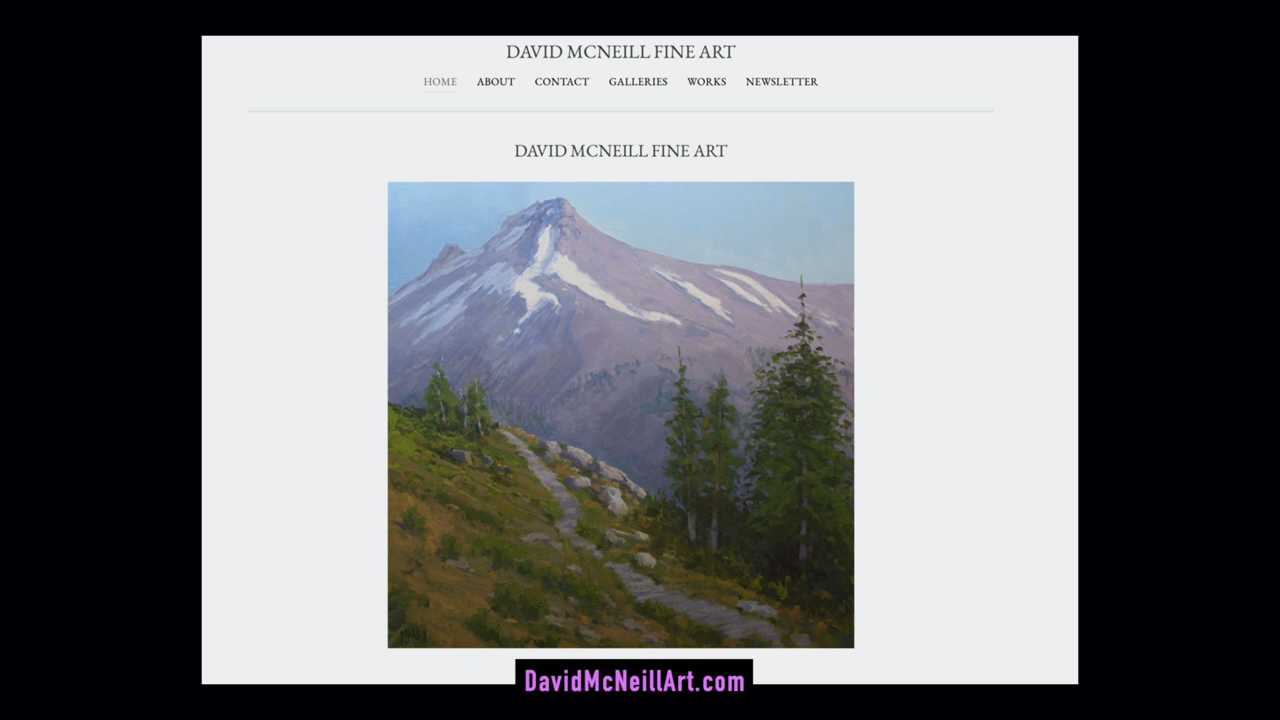 DAVID MCNEILL FINE ART
HOME ABOUT CONTACT GALLERIES WORKS NEWSLETTER
DAVID MCNEILL FINE ART
DavidMcNeillArt.com